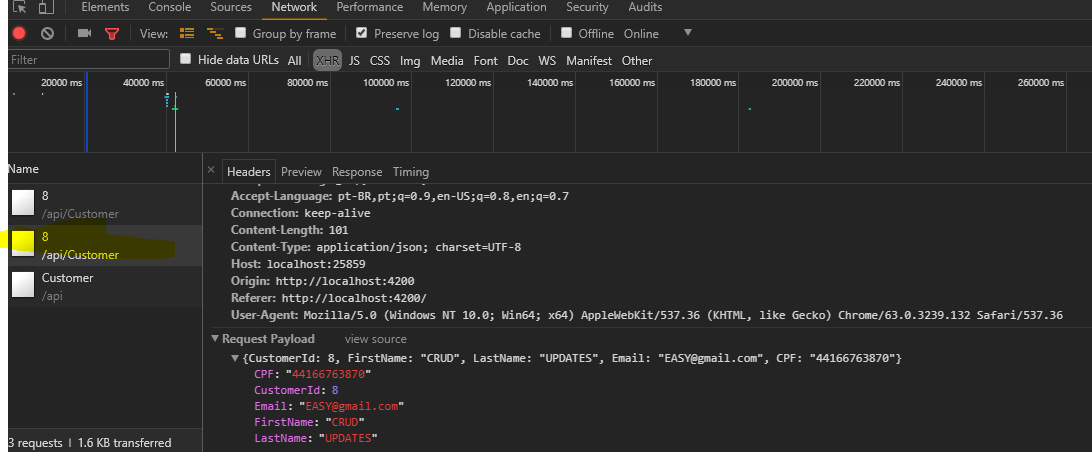 Elements Console Sources Network Performance Memory Application Security Audits
View: Group by frame Preserve log Disable cache Offline Online
Filter Hide data URLs All XHR JS CSS Img Media Font Doc WS Manifest Other
20000 ms 40000 ms 60000 ms 80000 ms 100000 ms 120000 ms 140000 ms 160000 ms 180000 ms 200000 ms 220000 ms 240000 ms 260000 ms
Name
8
/api/Customer
8
/api/Customer
Customer
/api
3 requests | 1.6 KB transferred
× Headers Preview Response Timing
Accept-Language: pt-BR,pt;q=0.9,en-US;q=0.8,en;q=0.7
Connection: keep-alive
Content-Length: 101
Content-Type: application/json; charset=UTF-8
Host: localhost:25859
Origin: http://localhost:4200
Referer: http://localhost:4200/
User-Agent: Mozilla/5.0 (Windows NT 10.0; Win64; x64) AppleWebKit/537.36 (KHTML, like Gecko) Chrome/63.0.3239.132 Safari/537.36
Request Payload view source
{CustomerId: 8, FirstName: "CRUD", LastName: "UPDATES", Email: "EASY@gmail.com", CPF: "44166763870"}
CPF: "44166763870"
CustomerId: 8
Email: "EASY@gmail.com"
FirstName: "CRUD"
LastName: "UPDATES"